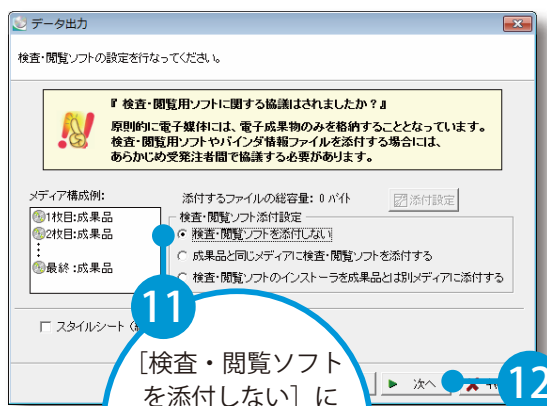 データ出力
検査・閲覧ソフトの設定を行なってください。
『 検査・閲覧用ソフトに関する協議はされましたか？』
原則的に電子媒体には、電子成果物のみを格納することとなっています。
検査・閲覧用ソフトやバインダ情報ファイルを添付する場合には、
あらかじめ受発注者間で協議する必要があります。
メディア構成例:
添付するファイルの総容量: 0 バイト
添付設定
1枚目:成果品
2枚目:成果品
:
最終 :成果品
検査・閲覧ソフト添付設定
検査・閲覧ソフトを添付しない
成果品と同じメディアに検査・閲覧ソフトを添付する
検査・閲覧ソフトのインストーラを成果品とは別メディアに添付する
スタイルシート
11
[検査・閲覧ソフト
を添付しない] に
次へ
12